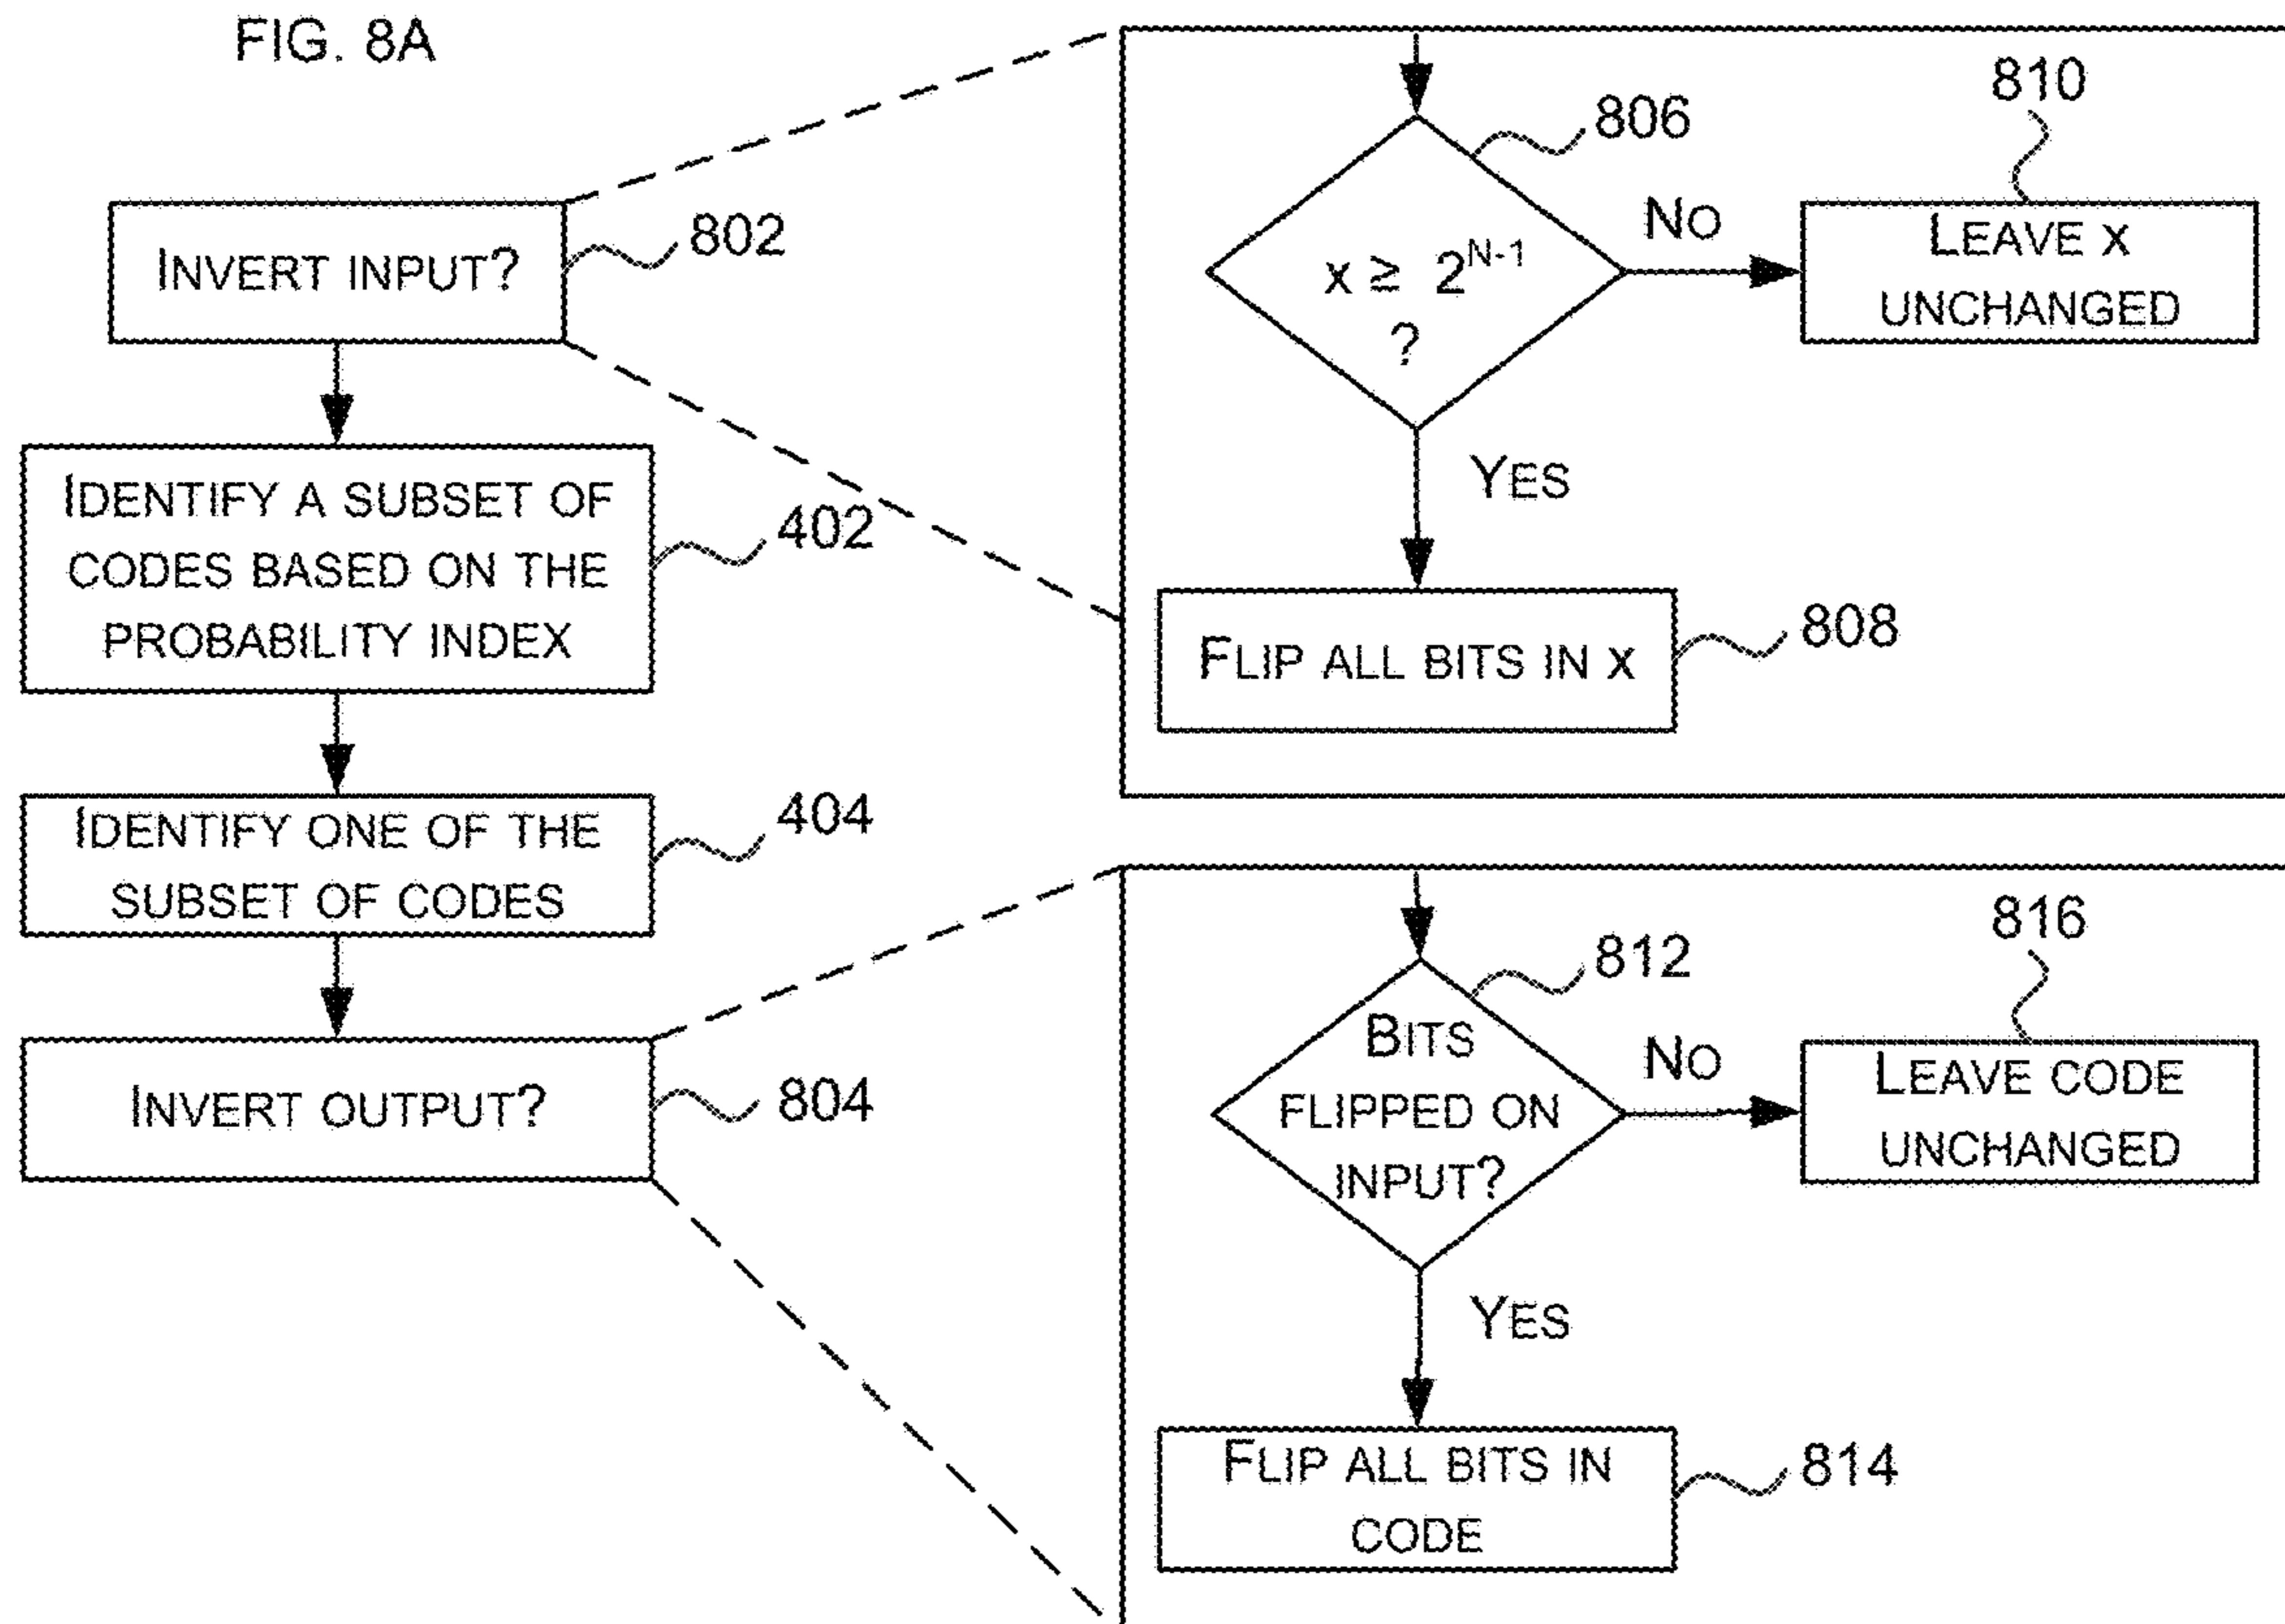 FIG. 8A
INVERT INPUT?
802
IDENTIFY A SUBSET OF
CODES BASED ON THE
PROBABILITY INDEX
402
IDENTIFY ONE OF THE
SUBSET OF CODES
404
INVERT OUTPUT?
804
806
x ≥ 2^{N-1}
?
NO
810
LEAVE X
UNCHANGED
YES
FLIP ALL BITS IN X
808
812
BITS
FLIPPED ON
INPUT?
NO
816
LEAVE CODE
UNCHANGED
YES
FLIP ALL BITS IN
CODE
814